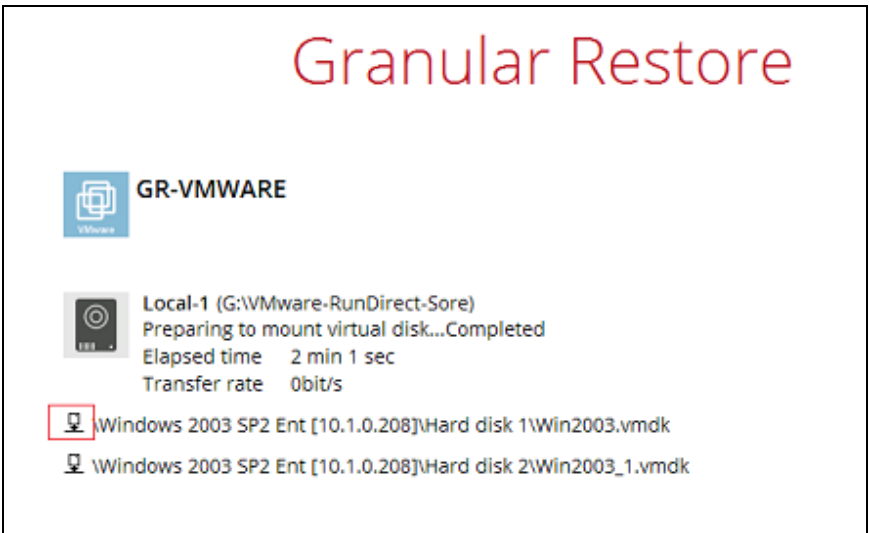 Granular Restore
GR-VMWARE
VMware
Local-1 (G:\VMware-RunDirect-Sore)
Preparing to mount virtual disk...Completed
Elapsed time 2 min 1 sec
Transfer rate 0bit/s
\Windows 2003 SP2 Ent [10.1.0.208]\Hard disk 1\Win2003.vmdk
\Windows 2003 SP2 Ent [10.1.0.208]\Hard disk 2\Win2003_1.vmdk